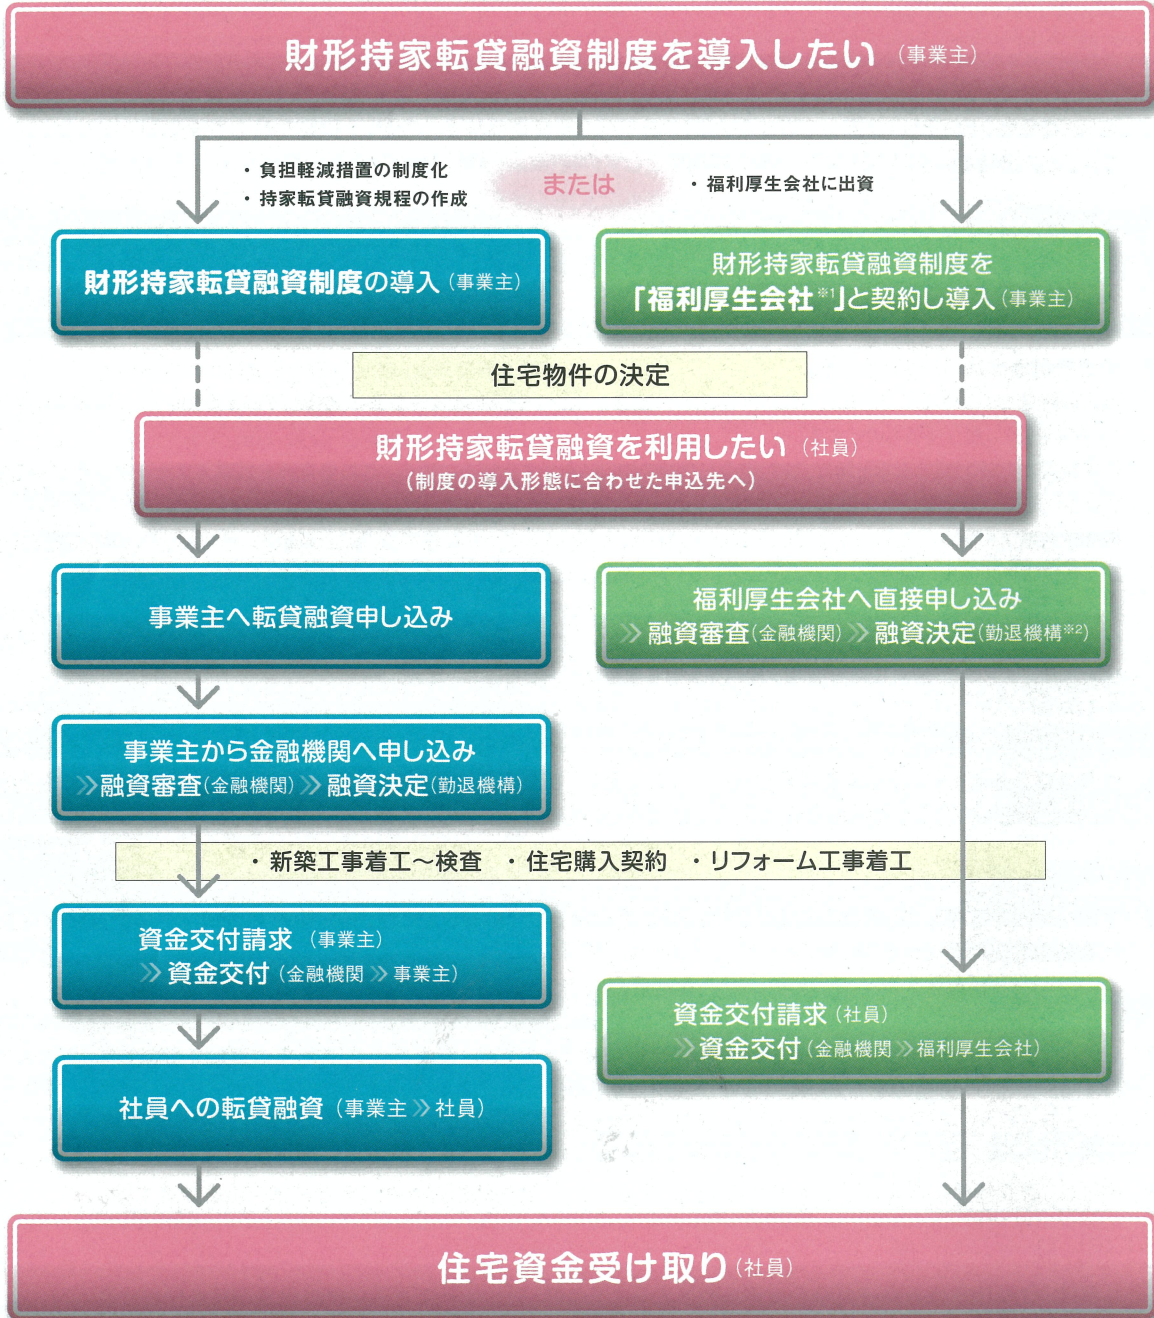 財形持家転貸融資制度を導入したい（事業主）
・負担軽減措置の制度化
・持家転貸融資規程の作成
または
・福利厚生会社に出資
財形持家転貸融資制度の導入（事業主）
財形持家転貸融資制度を
「福利厚生会社※1」と契約し導入（事業主）
住宅物件の決定
財形持家転貸融資を利用したい（社員）
（制度の導入形態に合わせた申込先へ）
事業主へ転貸融資申し込み
福利厚生会社へ直接申し込み
≫融資審査（金融機関）≫融資決定（勤退機構※2）
事業主から金融機関へ申し込み
≫融資審査（金融機関）≫融資決定（勤退機構）
・新築工事着工～検査 ・住宅購入契約 ・リフォーム工事着工
資金交付請求（事業主）
≫資金交付（金融機関≫事業主）
資金交付請求（社員）
≫資金交付（金融機関≫福利厚生会社）
社員への転貸融資（事業主≫社員）
住宅資金受け取り（社員）